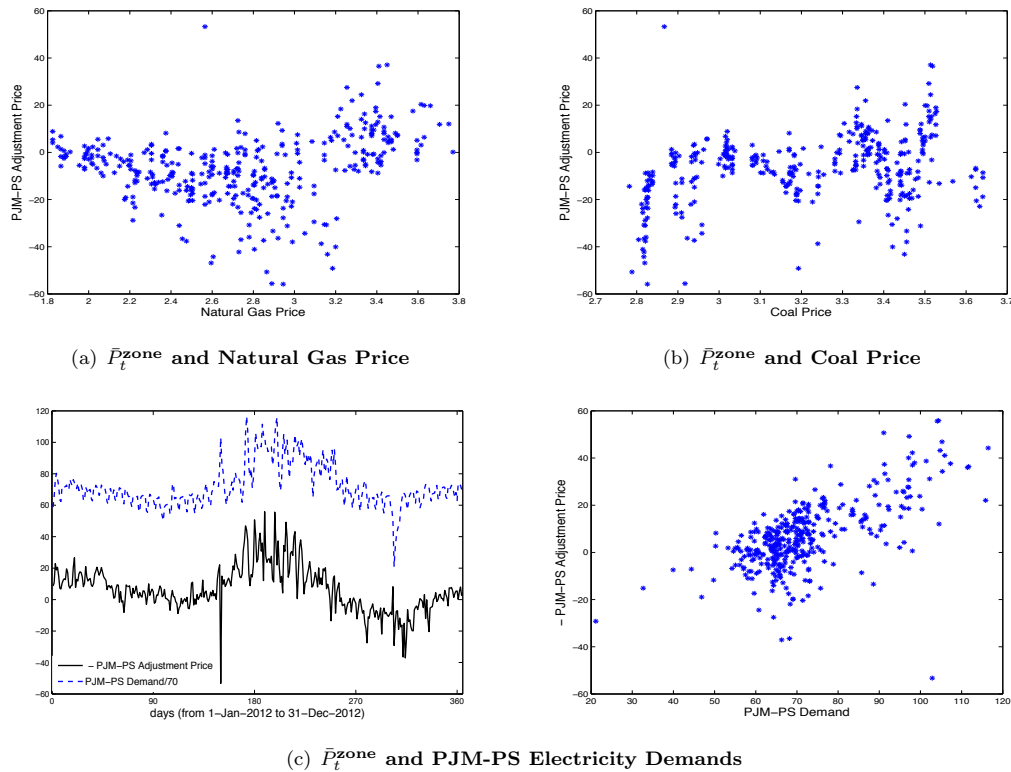 60
40
20
0
−20
−40
−60
1.8 2 2.2 2.4 2.6 2.8 3 3.2 3.4 3.6 3.8
PJM−PS Adjustment Price
Natural Gas Price
60
40
20
0
−20
−40
−60
2.7 2.8 2.9 3 3.1 3.2 3.3 3.4 3.5 3.6 3.7
PJM−PS Adjustment Price
Coal Price
(a) P̄ₜᶻᵒⁿᵉ and Natural Gas Price
(b) P̄ₜᶻᵒⁿᵉ and Coal Price
120
100
80
60
40
20
0
−20
−40
−60
0 90 180 270 360
− PJM−PS Adjustment Price
PJM−PS Demand/70
days (from 1−Jan−2012 to 31−Dec−2012)
60
40
20
0
−20
−40
−60
20 30 40 50 60 70 80 90 100 110 120
− PJM−PS Adjustment Price
PJM−PS Demand
(c) P̄ₜᶻᵒⁿᵉ and PJM-PS Electricity Demands